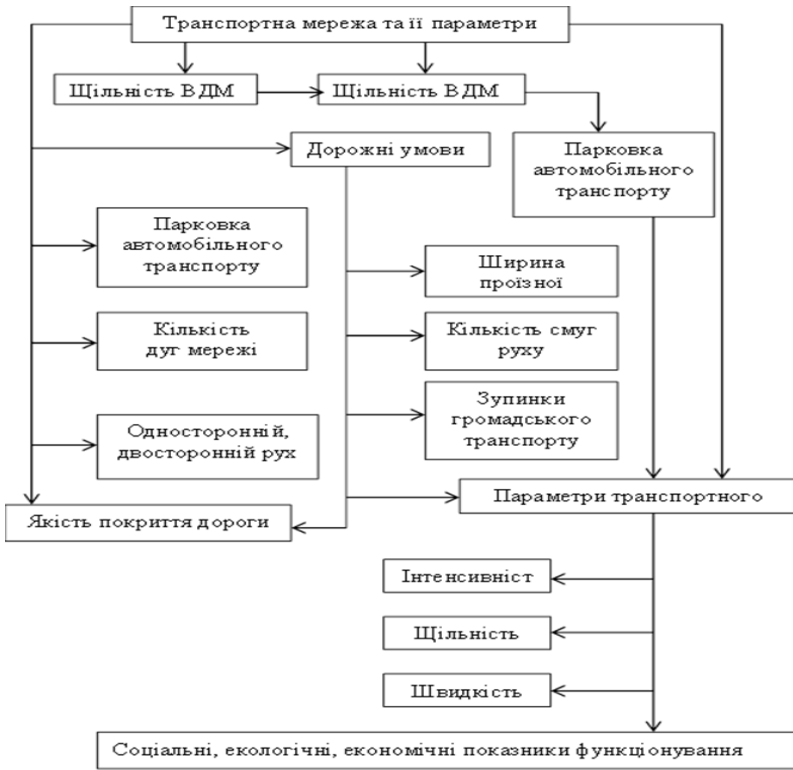 Транспортна мережа та її параметри
Щільність ВДМ
Щільність ВДМ
Дорожні умови
Парковка
автомобільного
транспорту
Парковка
автомобільного
транспорту
Ширина
проїзної
Кількість
дуг мережі
Кількість смуг
руху
Зупинки
громадського
транспорту
Односторонній,
двосторонній рух
Параметри транспортного
Якість покриття дороги
Інтенсивніст
Щільність
Швидкість
Соціальні, екологічні, економічні показники функціонування